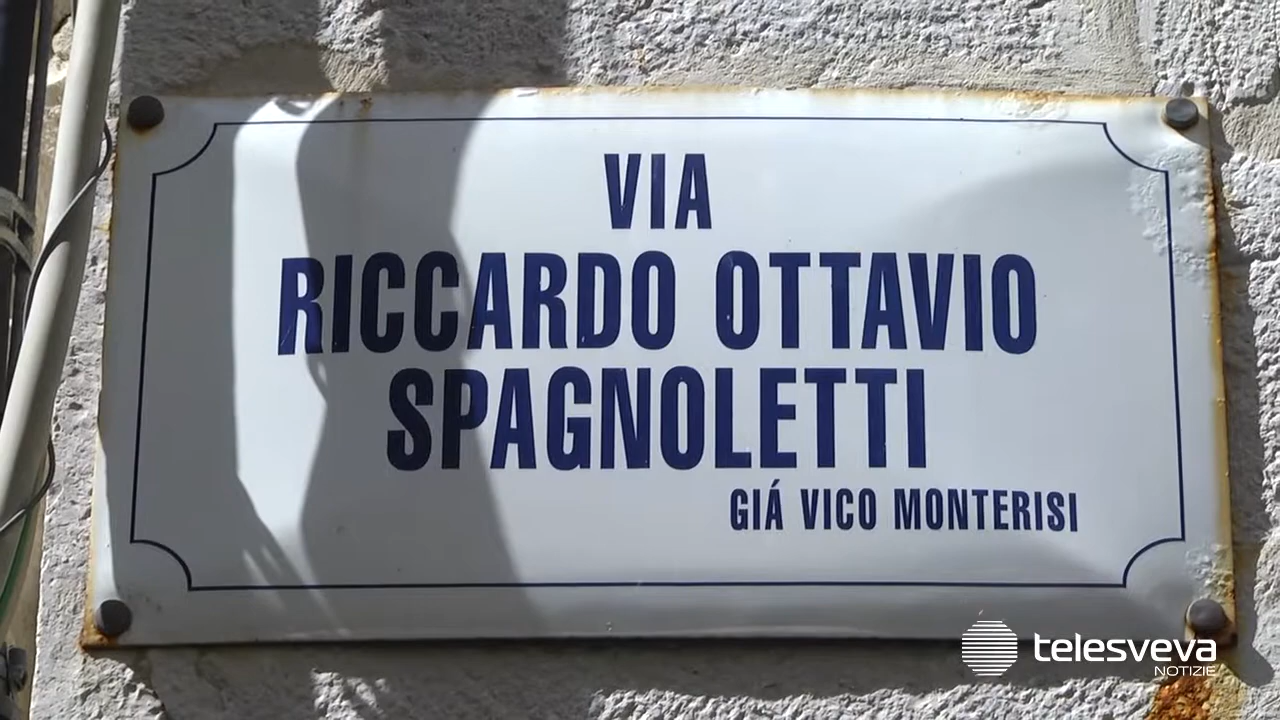 VIA
RICCARDO OTTAVIO
SPAGNOLETTI
GIÁ VICO MONTERISI
telesveva
NOTIZIE